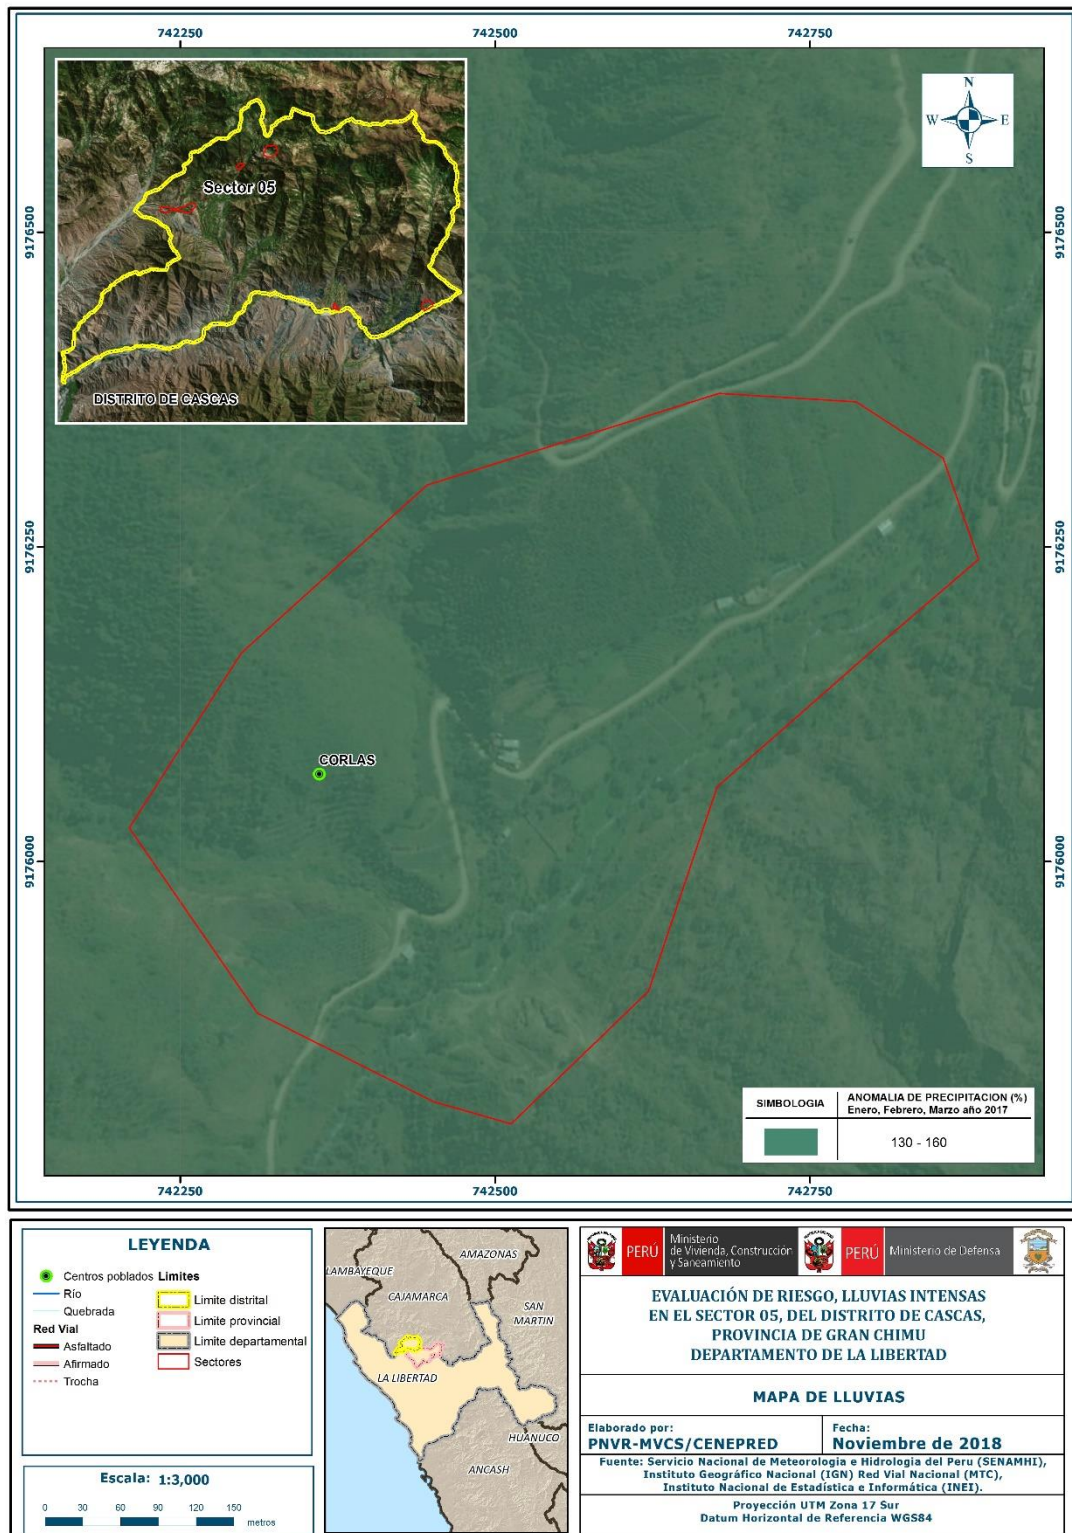 742250
742500
742750
9176500
9176250
9176000
N
W
E
S
Sector 05
DISTRITO DE CASCAS
CORLAS
SIMBOLOGIA
ANOMALIA DE PRECIPITACION (%)
Enero, Febrero, Marzo año 2017
130 - 160
9176500
9176250
9176000
742250
742500
742750
LEYENDA
Centros poblados
Río
Quebrada
Red Vial
Asfaltado
Afirmado
Trocha
Limites
Limite distrital
Limite provincial
Limite departamental
Sectores
Escala: 1:3,000
0 30 60 90 120 150
metros
AMAZONAS
LAMBAYEQUE
CAJAMARCA
SAN
MARTIN
LA LIBERTAD
HUANUCO
ANCASH
PERÚ
Ministerio
de Vivienda, Construcción
y Saneamiento
PERÚ
Ministerio de Defensa
EVALUACIÓN DE RIESGO, LLUVIAS INTENSAS
EN EL SECTOR 05, DEL DISTRITO DE CASCAS,
PROVINCIA DE GRAN CHIMU
DEPARTAMENTO DE LA LIBERTAD
MAPA DE LLUVIAS
Elaborado por:
PNVR-MVCS/CENEPRED
Fecha:
Noviembre de 2018
Fuente: Servicio Nacional de Meteorologia e Hidrologia del Peru (SENAMHI),
Instituto Geográfico Nacional (IGN) Red Vial Nacional (MTC),
Instituto Nacional de Estadística e Informática (INEI).
Proyección UTM Zona 17 Sur
Datum Horizontal de Referencia WGS84